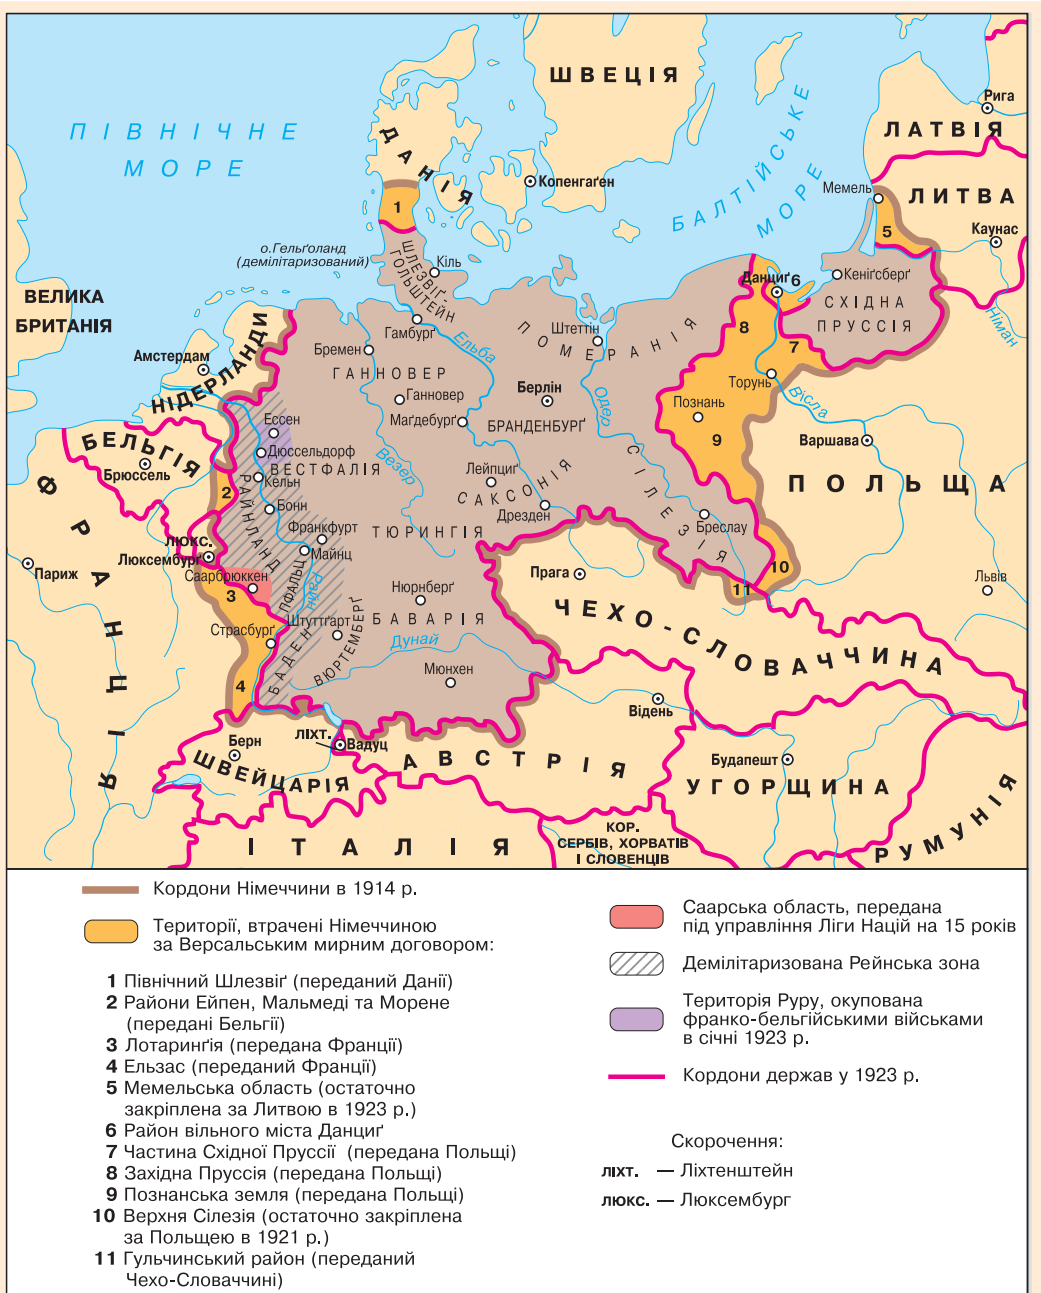 ШВЕЦІЯ
ПІВНІЧНЕ
МОРЕ
ДАНІЯ
Копенгаґен
БАЛТІЙСЬКЕ
МОРЕ
Рига
ЛАТВІЯ
Мемель
ЛИТВА
5
Каунас
Німан
1
о.Гельґоланд
(демілітаризований)
ШЛЕЗВІҐ-
ГОЛЬШТЕЙН
Кіль
ВЕЛИКА
БРИТАНІЯ
Гамбурґ
Ельба
Данциґ
6
Кеніґсберґ
СХІДНА
ПРУССІЯ
8
7
Штеттін
ПОМЕРАНІЯ
Амстердам
НІДЕРЛАНДИ
Бремен
ГАННОВЕР
Ганновер
Берлін
Одер
Торунь
Вісла
Познань
9
Маґдебурґ
БРАНДЕНБУРҐ
Варшава
ПОЛЬЩА
БЕЛЬГІЯ
Брюссель
Ессен
Дюссельдорф
ВЕСТФАЛІЯ
Кельн
Везер
Лейпциґ
САКСОНІЯ
Дрезден
СІЛЕЗІЯ
Бреслау
2
РАЙНЛАНД
Бонн
Франкфурт
ТЮРИНГІЯ
ФРАНЦІЯ
Париж
ЛЮКС.
Люксембурґ
Майнц
Саарбрюккен
ПФАЛЬЦ
Райн
Прага
10
11
Львів
3
Нюрнберґ
ЧЕХО-СЛОВАЧЧИНА
Страсбурґ
Штуттґарт
БАВАРІЯ
БАДЕН
ВЮРТЕМБЕРҐ
Дунай
4
Мюнхен
Відень
Берн
ЛІХТ.
Вадуц
ШВЕЙЦАРІЯ
АВСТРІЯ
Будапешт
УГОРЩИНА
РУМУНІЯ
ІТАЛІЯ
КОР.
СЕРБІВ, ХОРВАТІВ
І СЛОВЕНЦІВ
Кордони Німеччини в 1914 р.
Території, втрачені Німеччиною
за Версальським мирним договором:
1 Північний Шлезвіґ (переданий Данії)
2 Райони Ейпен, Мальмеді та Морене
(передані Бельгії)
3 Лотаринґія (передана Франції)
4 Ельзас (переданий Франції)
5 Мемельська область (остаточно
закріплена за Литвою в 1923 р.)
6 Район вільного міста Данциґ
7 Частина Східної Пруссії (передана Польщі)
8 Західна Пруссія (передана Польщі)
9 Познанська земля (передана Польщі)
10 Верхня Сілезія (остаточно закріплена
за Польщею в 1921 р.)
11 Гульчинський район (переданий
Чехо-Словаччині)
Саарська область, передана
під управління Ліги Націй на 15 років
Демілітаризована Рейнська зона
Територія Руру, окупована
франко-бельгійськими військами
в січні 1923 р.
Кордони держав у 1923 р.
Скорочення:
ЛІХТ. — Ліхтенштейн
ЛЮКС. — Люксембург